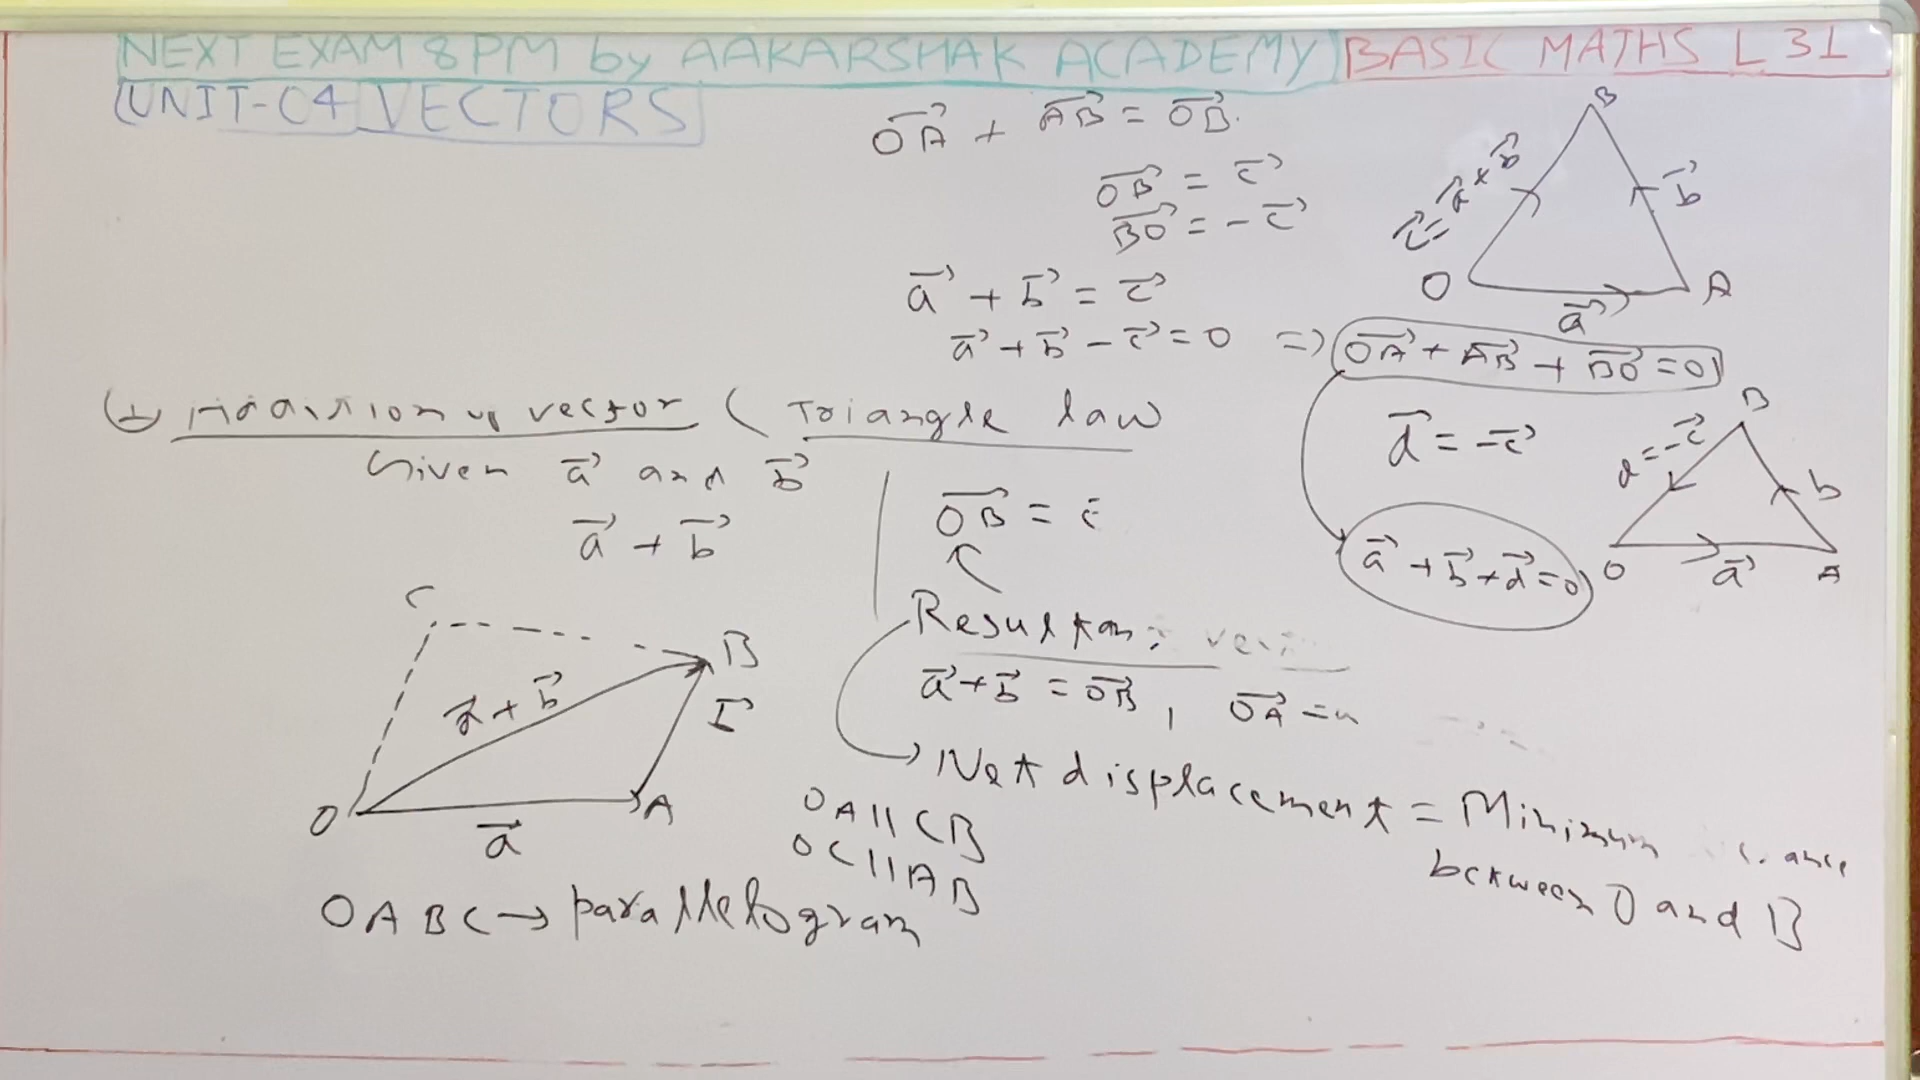 NEXT EXAM 8PM by AAKARSHAK ACADEMY BASIC MATHS L 31
UNIT-04 VECTORS
OA⃗ + AB⃗ = OB⃗.
OB⃗ = c⃗
BO⃗ = -c⃗
a⃗ + b⃗ = c⃗
a⃗ + b⃗ - c⃗ = 0 => OA⃗ + AB⃗ + BO⃗ = 0
B
b⃗
O
A
a⃗
d⃗ = -c⃗
B
d = -c⃗
b
O
a⃗
A
a⃗ + b⃗ + d⃗ = 0
vector ( Triangle law
Given a⃗ and b⃗
a⃗ + b⃗
OB⃗ = c
a⃗ + b⃗ = OB⃗, OA⃗ =
Net displacement = Minimum
between O and B
C
B
a⃗ + b⃗
O
A
a⃗
OA || CB
OC || AB
OABC → parallelogram